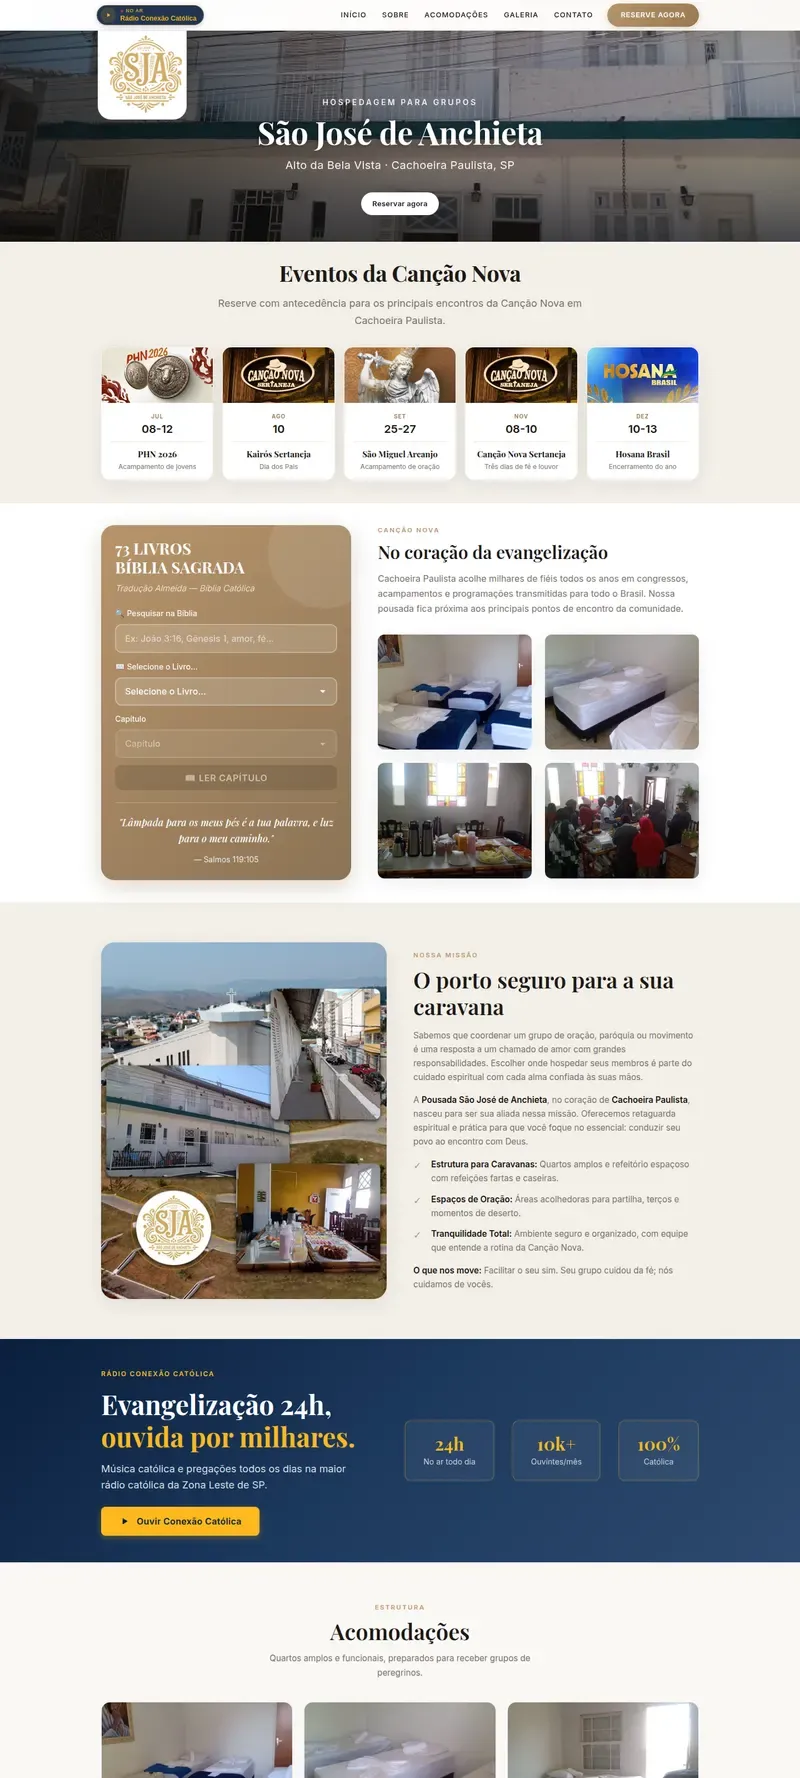 • NO AR
Rádio Conexão Católica
INÍCIO
SOBRE
ACOMODAÇÕES
GALERIA
CONTATO
RESERVE AGORA
SJA
SÃO JOSÉ DE ANCHIETA
HOSPEDAGEM PARA GRUPOS
São José de Anchieta
Alto da Bela Vista · Cachoeira Paulista, SP
Reservar agora
Eventos da Canção Nova
Reserve com antecedência para os principais encontros da Canção Nova em
Cachoeira Paulista.
PHN 2026
JUL
08-12
PHN 2026
Acampamento de jovens
CANÇÃO NOVA
SERTANEJA
AGO
10
Kairós Sertaneja
Dia dos Pais
SET
25-27
São Miguel Arcanjo
Acampamento de oração
CANÇÃO NOVA
SERTANEJA
NOV
08-10
Canção Nova Sertaneja
Três dias de fé e louvor
HOSANA
BRASIL
DEZ
10-13
Hosana Brasil
Encerramento do ano
73 LIVROS
BÍBLIA SAGRADA
Tradução Almeida — Bíblia Católica
🔍 Pesquisar na Bíblia
Ex: João 3:16, Gênesis 1, amor, fé...
📖 Selecione o Livro...
Selecione o Livro...
Capítulo
Capítulo
📖 LER CAPÍTULO
"Lâmpada para os meus pés é a tua palavra, e luz
para o meu caminho."
— Salmos 119:105
CANÇÃO NOVA
No coração da evangelização
Cachoeira Paulista acolhe milhares de fiéis todos os anos em congressos,
acampamentos e programações transmitidas para todo o Brasil. Nossa
pousada fica próxima aos principais pontos de encontro da comunidade.
SJA
SÃO JOSÉ DE ANCHIETA
NOSSA MISSÃO
O porto seguro para a sua
caravana
Sabemos que coordenar um grupo de oração, paróquia ou movimento
é uma resposta a um chamado de amor com grandes
responsabilidades. Escolher onde hospedar seus membros é parte do
cuidado espiritual com cada alma confiada às suas mãos.
A Pousada São José de Anchieta, no coração de Cachoeira Paulista,
nasceu para ser sua aliada nessa missão. Oferecemos retaguarda
espiritual e prática para que você foque no essencial: conduzir seu
povo ao encontro com Deus.
✓ Estrutura para Caravanas: Quartos amplos e refeitório espaçoso
com refeições fartas e caseiras.
✓ Espaços de Oração: Áreas acolhedoras para partilha, terços e
momentos de deserto.
✓ Tranquilidade Total: Ambiente seguro e organizado, com equipe
que entende a rotina da Canção Nova.
O que nos move: Facilitar o seu sim. Seu grupo cuidou da fé; nós
cuidamos de vocês.
RÁDIO CONEXÃO CATÓLICA
Evangelização 24h,
ouvida por milhares.
Música católica e pregações todos os dias na maior
rádio católica da Zona Leste de SP.
Ouvir Conexão Católica
24h
No ar todo dia
10k+
Ouvintes/mês
100%
Católica
ESTRUTURA
Acomodações
Quartos amplos e funcionais, preparados para receber grupos de
peregrinos.